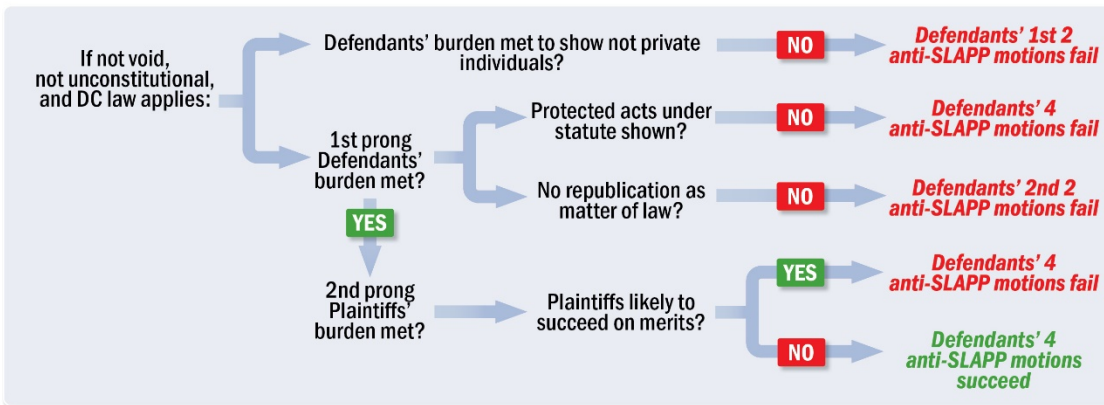 If not void,
not unconstitutional,
and DC law applies:
Defendants’ burden met to show not private
individuals?
NO
Defendants’ 1st 2
anti-SLAPP motions fail
1st prong
Defendants’
burden met?
Protected acts under
statute shown?
NO
Defendants’ 4
anti-SLAPP motions fail
No republication as
matter of law?
NO
Defendants’ 2nd 2
anti-SLAPP motions fail
YES
2nd prong
Plaintiffs’
burden met?
Plaintiffs likely to
succeed on merits?
YES
Defendants’ 4
anti-SLAPP motions fail
NO
Defendants’ 4
anti-SLAPP motions
succeed